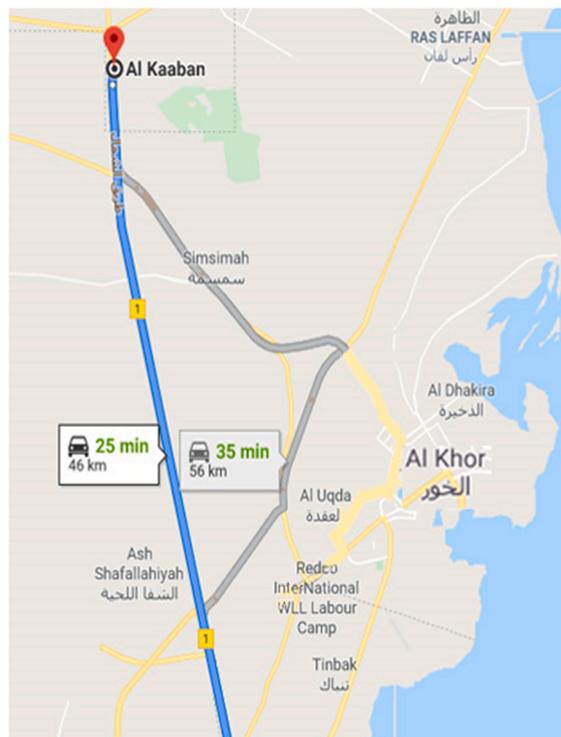 الظاهرة
RAS LAFFAN
رأس لفان
Al Kaaban
طريق الشمال
Simsimah
سمسمة
1
Al Dhakira
الذخيرة
25 min
46 km
35 min
56 km
Al Khor
الخور
Al Uqda
لعقدة
Ash
Shafallahiyah
الشفا اللحية
Redco
InterNational
WLL Labour
Camp
1
Tinbak
تنباك